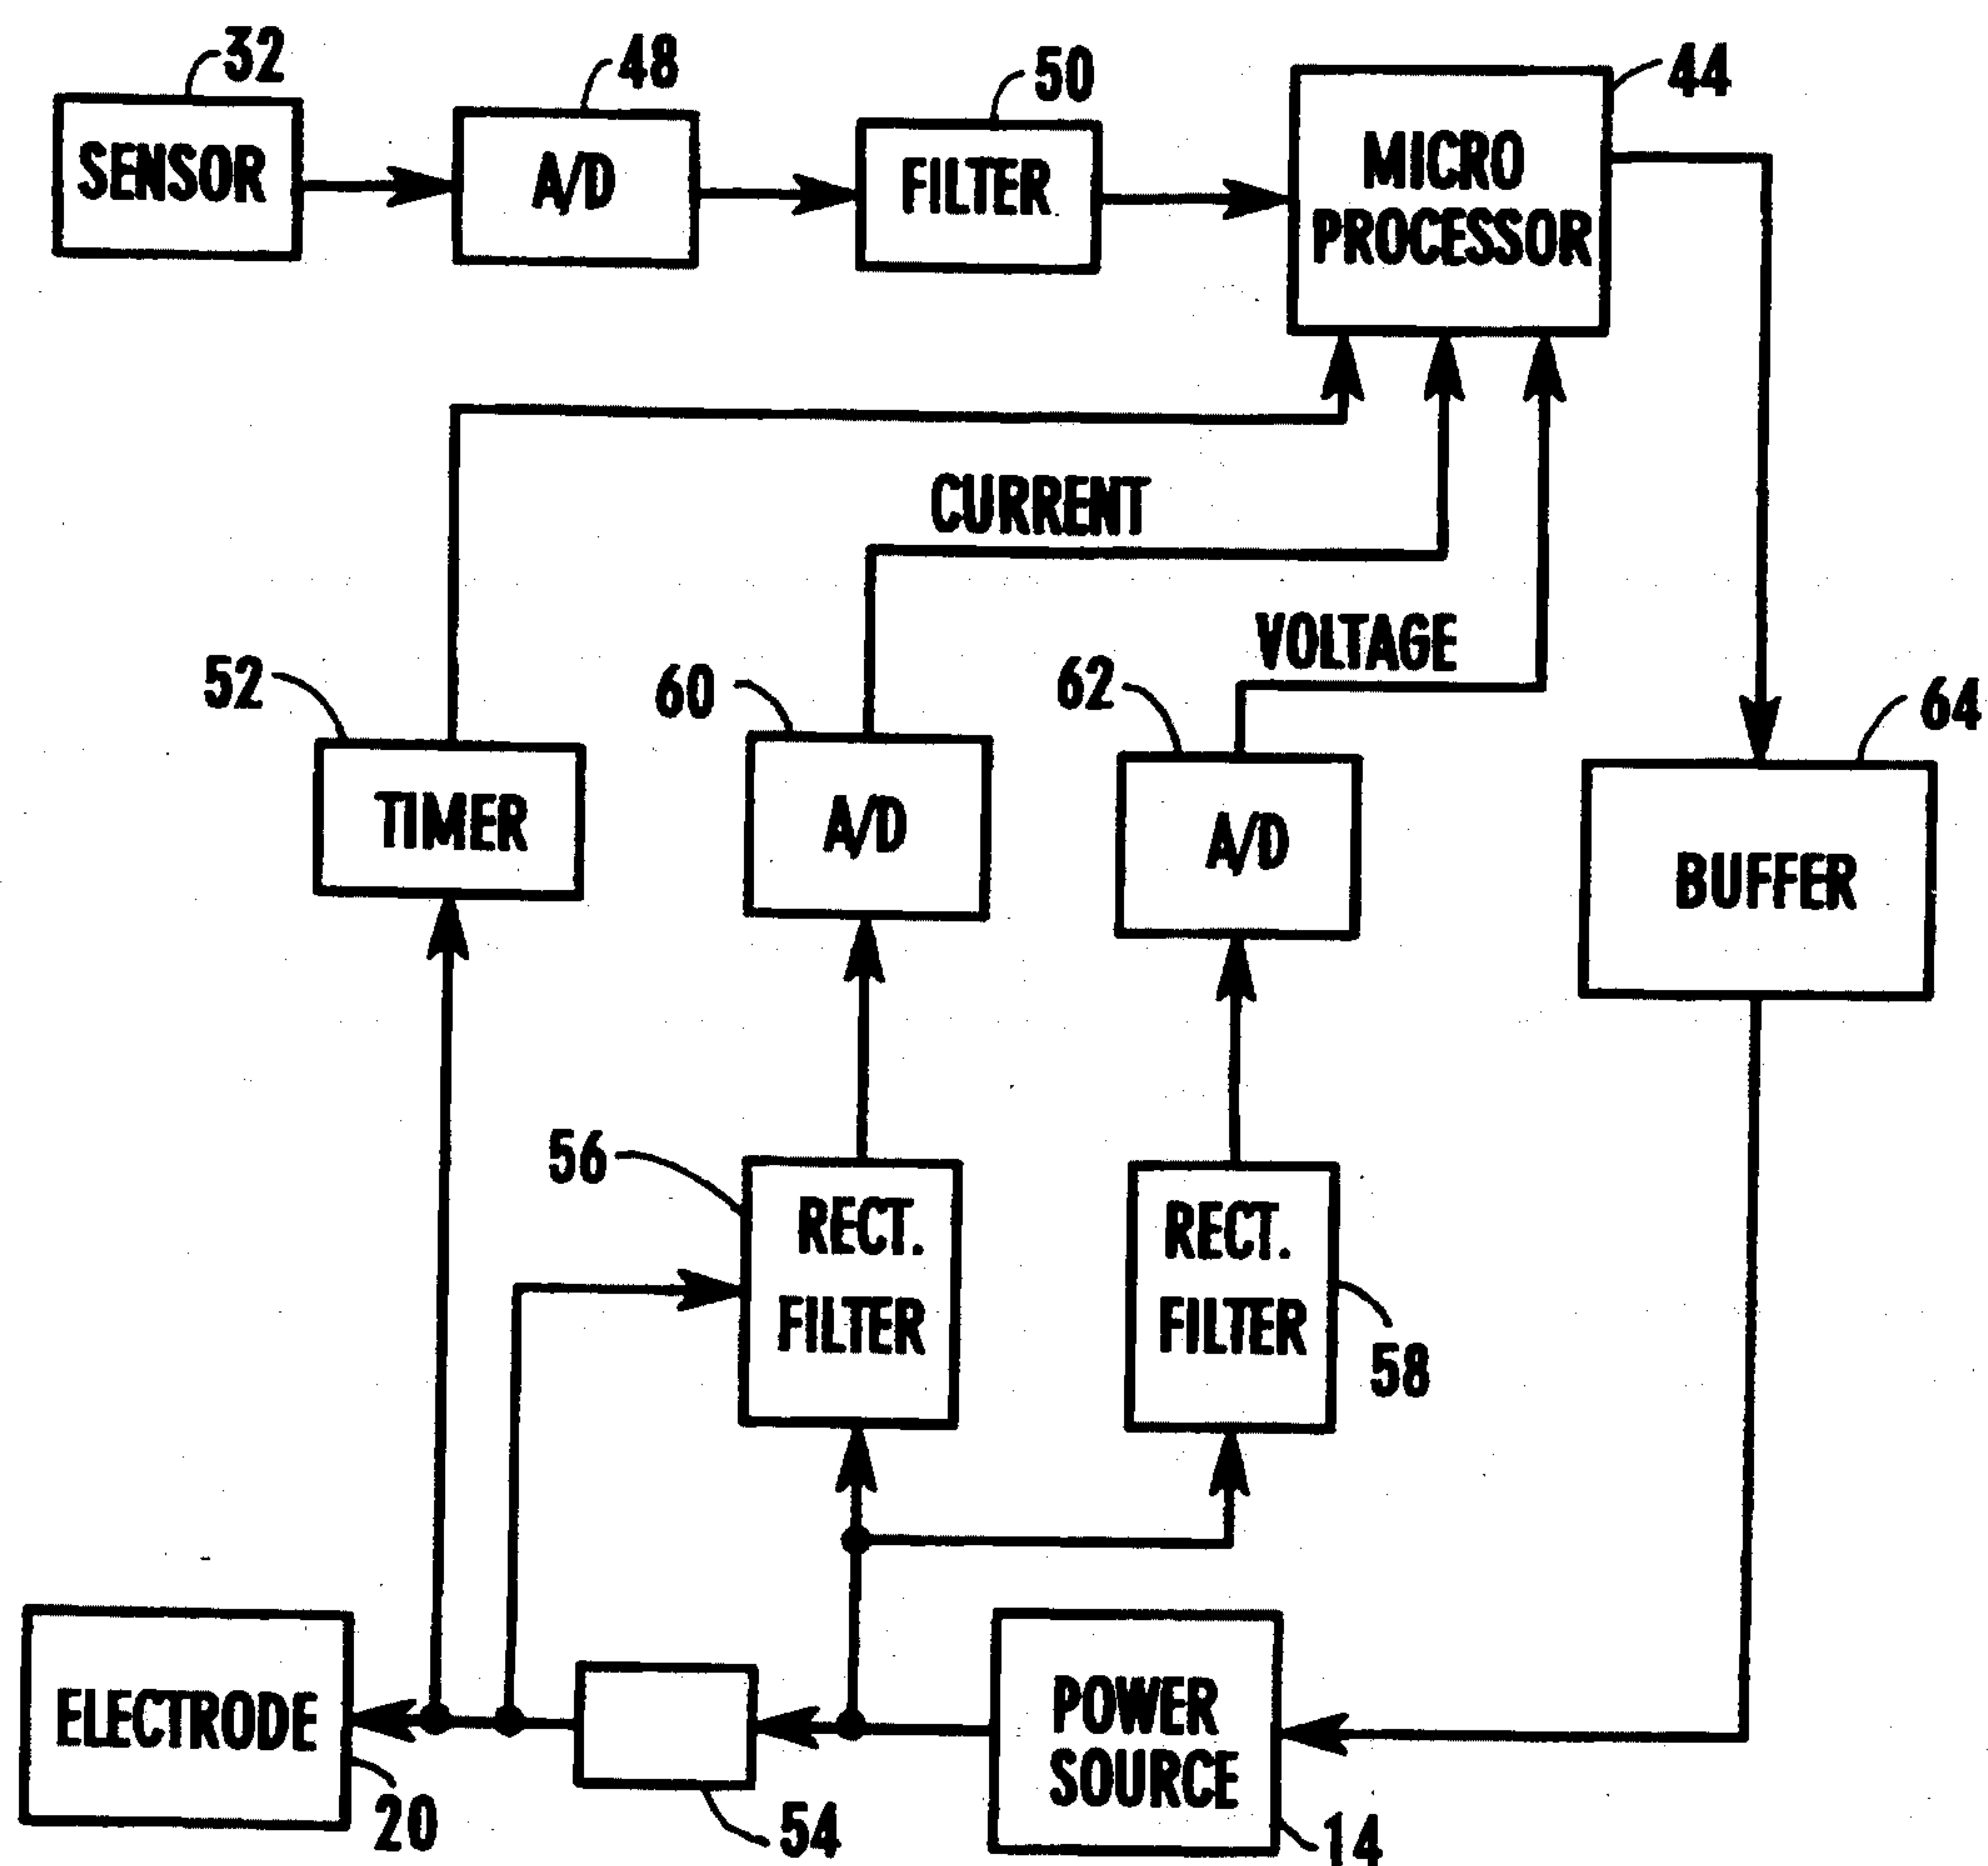 32
48
50
44
SENSOR
A/D
FILTER
MICRO
PROCESSOR
CURRENT
VOLTAGE
52
60
62
64
TIMER
A/D
A/D
BUFFER
56
RECT.
FILTER
RECT.
FILTER
58
ELECTRODE
POWER
SOURCE
20
54
14